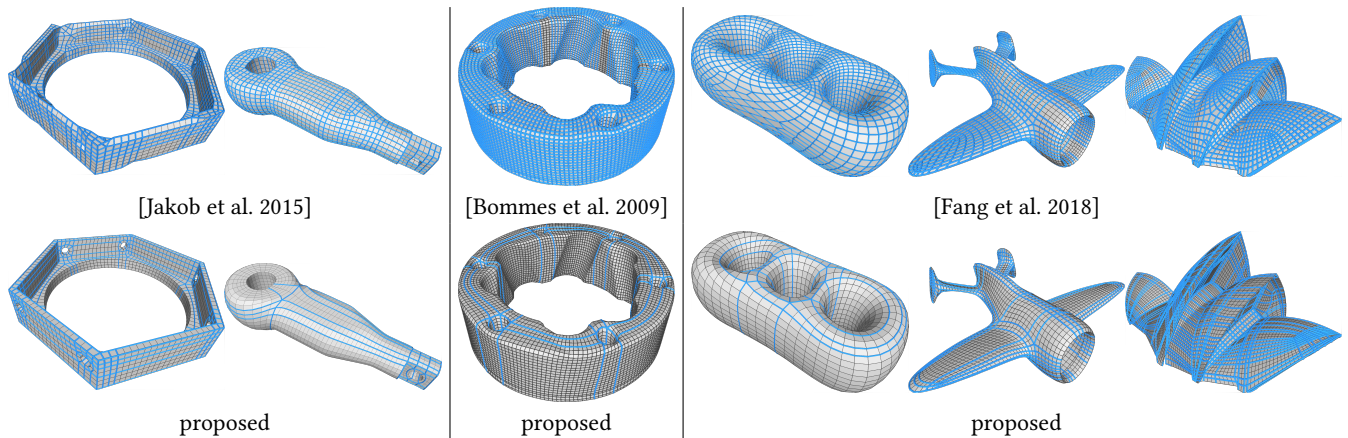 [Jakob et al. 2015]
[Bommes et al. 2009]
[Fang et al. 2018]
proposed
proposed
proposed